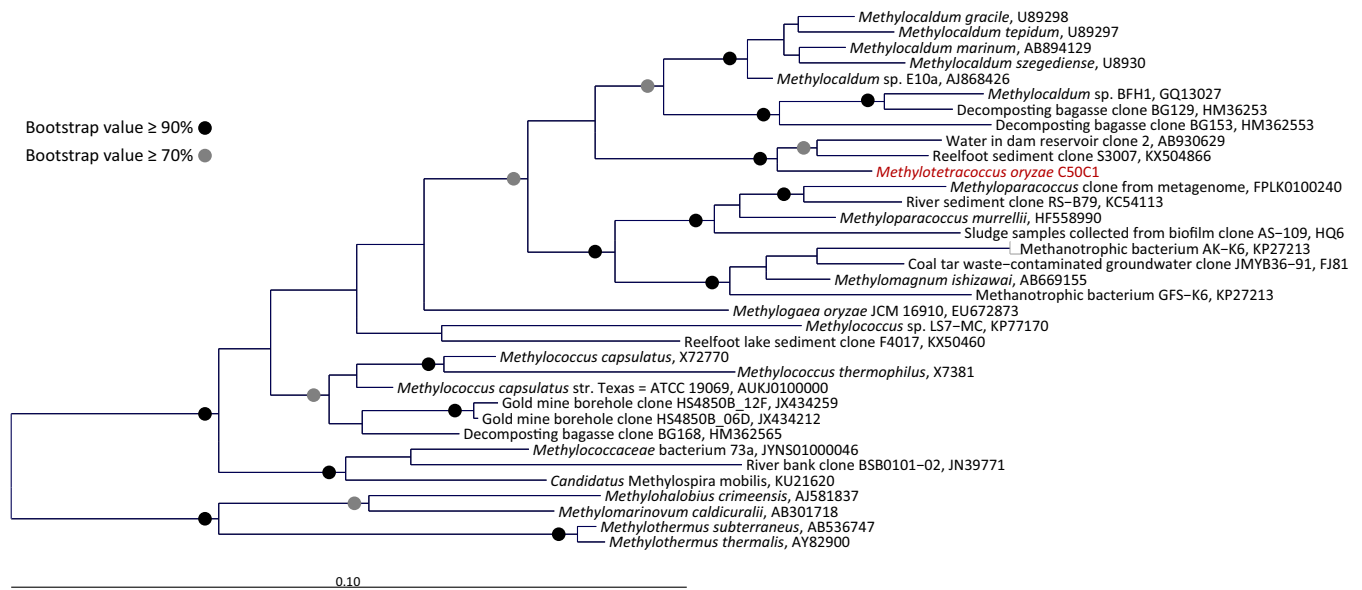 Methylocaldum gracile, U89298
Methylocaldum tepidum, U89297
Methylocaldum marinum, AB894129
Methylocaldum szegediense, U8930
Methylocaldum sp. E10a, AJ868426
Methylocaldum sp. BFH1, GQ13027
Decomposting bagasse clone BG129, HM36253
Decomposting bagasse clone BG153, HM362553
Bootstrap value ≥ 90%
Bootstrap value ≥ 70%
Water in dam reservoir clone 2, AB930629
Reelfoot sediment clone S3007, KX504866
Methylotetracoccus oryzae C50C1
Methyloparacoccus clone from metagenome, FPLK0100240
River sediment clone RS−B79, KC54113
Methyloparacoccus murrellii, HF558990
Sludge samples collected from biofilm clone AS−109, HQ6
Methanotrophic bacterium AK−K6, KP27213
Coal tar waste−contaminated groundwater clone JMYB36−91, FJ81
Methylomagnum ishizawai, AB669155
Methanotrophic bacterium GFS−K6, KP27213
Methylogaea oryzae JCM 16910, EU672873
Methylococcus sp. LS7−MC, KP77170
Reelfoot lake sediment clone F4017, KX50460
Methylococcus capsulatus, X72770
Methylococcus thermophilus, X7381
Methylococcus capsulatus str. Texas = ATCC 19069, AUKJ0100000
Gold mine borehole clone HS4850B_12F, JX434259
Gold mine borehole clone HS4850B_06D, JX434212
Decomposting bagasse clone BG168, HM362565
Methylococcaceae bacterium 73a, JYNS01000046
River bank clone BSB0101−02, JN39771
Candidatus Methylospira mobilis, KU21620
Methylohalobius crimeensis, AJ581837
Methylomarinovum caldicuralii, AB301718
Methylothermus subterraneus, AB536747
Methylothermus thermalis, AY82900
0.10